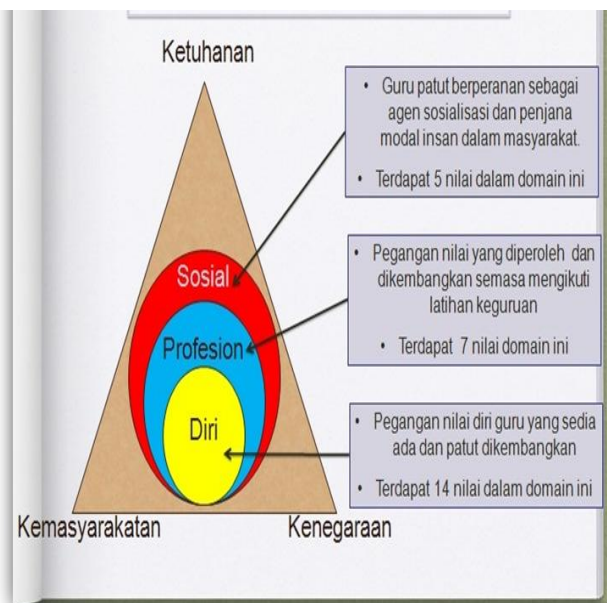 Ketuhanan
• Guru patut berperanan sebagai
agen sosialisasi dan penjana
modal insan dalam masyarakat.
• Terdapat 5 nilai dalam domain ini
Sosial
• Pegangan nilai yang diperoleh dan
dikembangkan semasa mengikuti
latihan keguruan
• Terdapat 7 nilai domain ini
Profesion
Diri
• Pegangan nilai diri guru yang sedia
ada dan patut dikembangkan
• Terdapat 14 nilai dalam domain ini
Kemasyarakatan
Kenegaraan